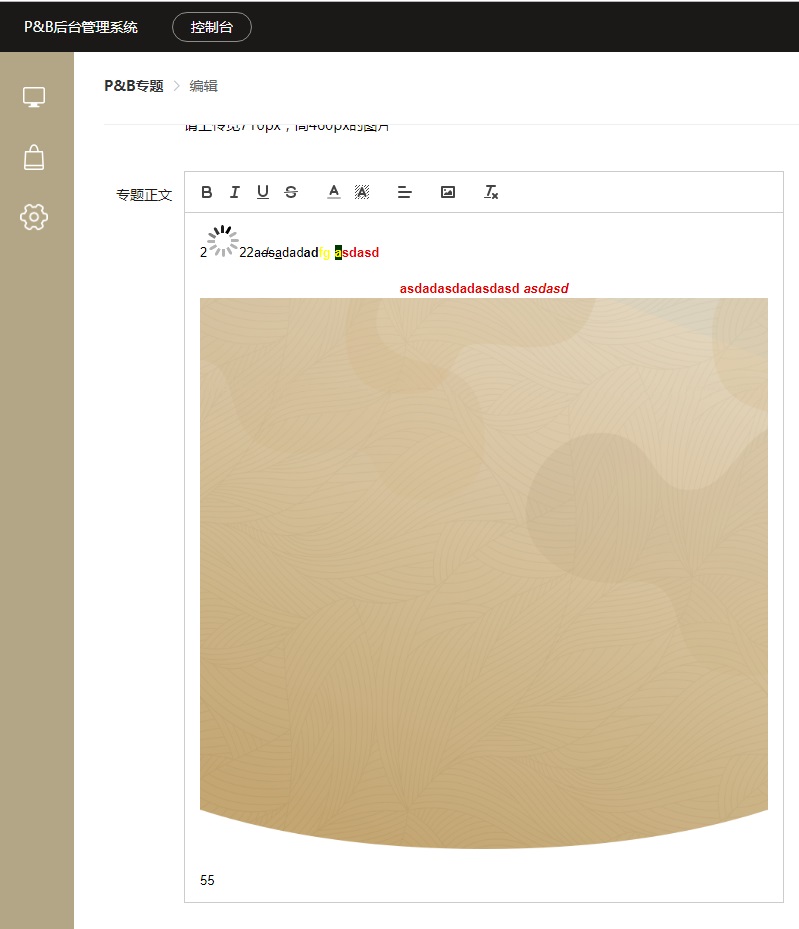 P&B后台管理系统 控制台
P&B专题 > 编辑
请上传宽710px，高400px的图片
专题正文
B I U S A A Tx
2 22adsadadadfg asdasd
asdadasdadasdasd asdasd
55